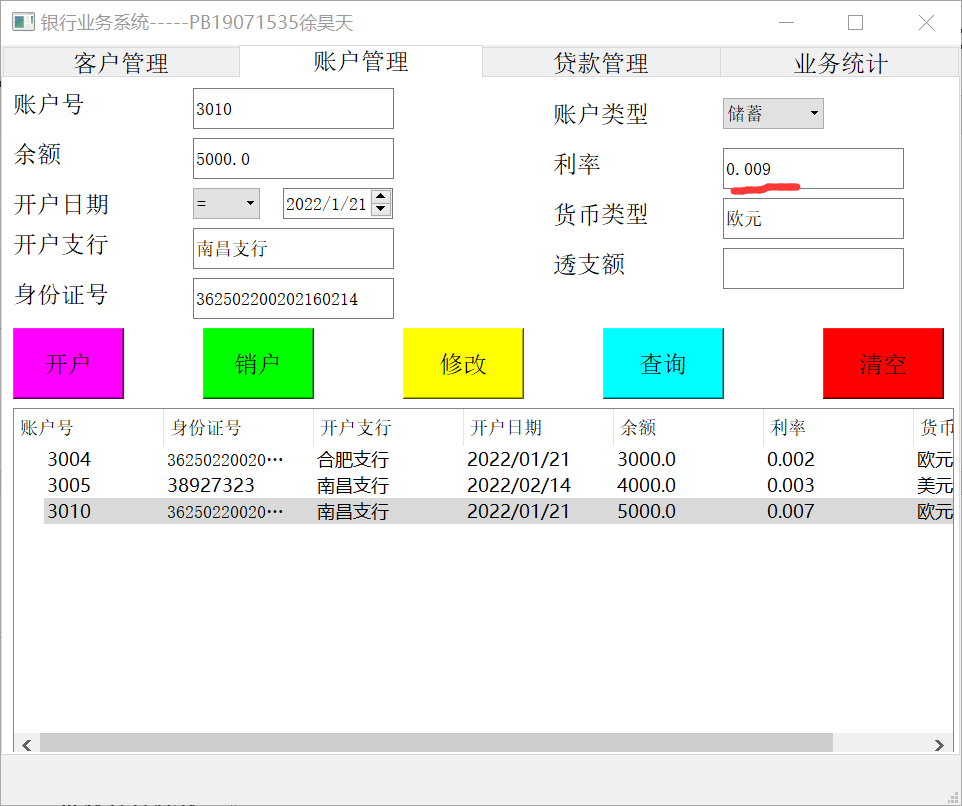 银行业务系统-----PB19071535徐昊天
客户管理 账户管理 贷款管理 业务统计
账户号 3010 账户类型 储蓄
余额 5000.0 利率 0.009
开户日期 = 2022/1/21 货币类型 欧元
开户支行 南昌支行 透支额
身份证号 362502200202160214
开户 销户 修改 查询 清空
账户号 身份证号 开户支行 开户日期 余额 利率 货币
3004 36250220020··· 合肥支行 2022/01/21 3000.0 0.002 欧元
3005 38927323 南昌支行 2022/02/14 4000.0 0.003 美元
3010 36250220020··· 南昌支行 2022/01/21 5000.0 0.007 欧元